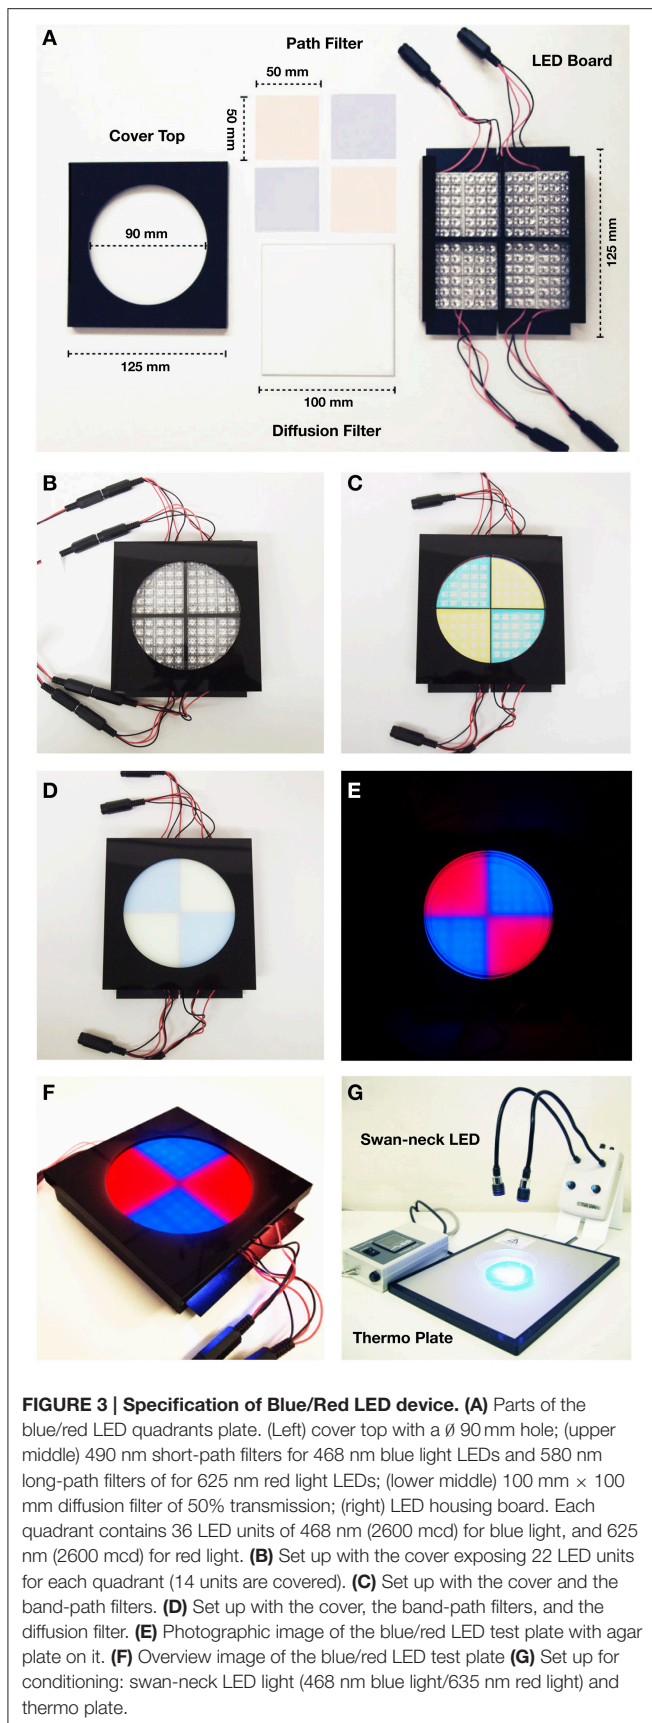 A
Path Filter
50 mm
LED Board
50 mm
Cover Top
90 mm
125 mm
125 mm
100 mm
Diffusion Filter
B
C
D
E
F
G
Swan-neck LED
Thermo Plate
FIGURE 3 | Specification of Blue/Red LED device. (A) Parts of the
blue/red LED quadrants plate. (Left) cover top with a Ø 90 mm hole; (upper
middle) 490 nm short-path filters for 468 nm blue light LEDs and 580 nm
long-path filters of for 625 nm red light LEDs; (lower middle) 100 mm × 100
mm diffusion filter of 50% transmission; (right) LED housing board. Each
quadrant contains 36 LED units of 468 nm (2600 mcd) for blue light, and 625
nm (2600 mcd) for red light. (B) Set up with the cover exposing 22 LED units
for each quadrant (14 units are covered). (C) Set up with the cover and the
band-path filters. (D) Set up with the cover, the band-path filters, and the
diffusion filter. (E) Photographic image of the blue/red LED test plate with agar
plate on it. (F) Overview image of the blue/red LED test plate (G) Set up for
conditioning: swan-neck LED light (468 nm blue light/635 nm red light) and
thermo plate.